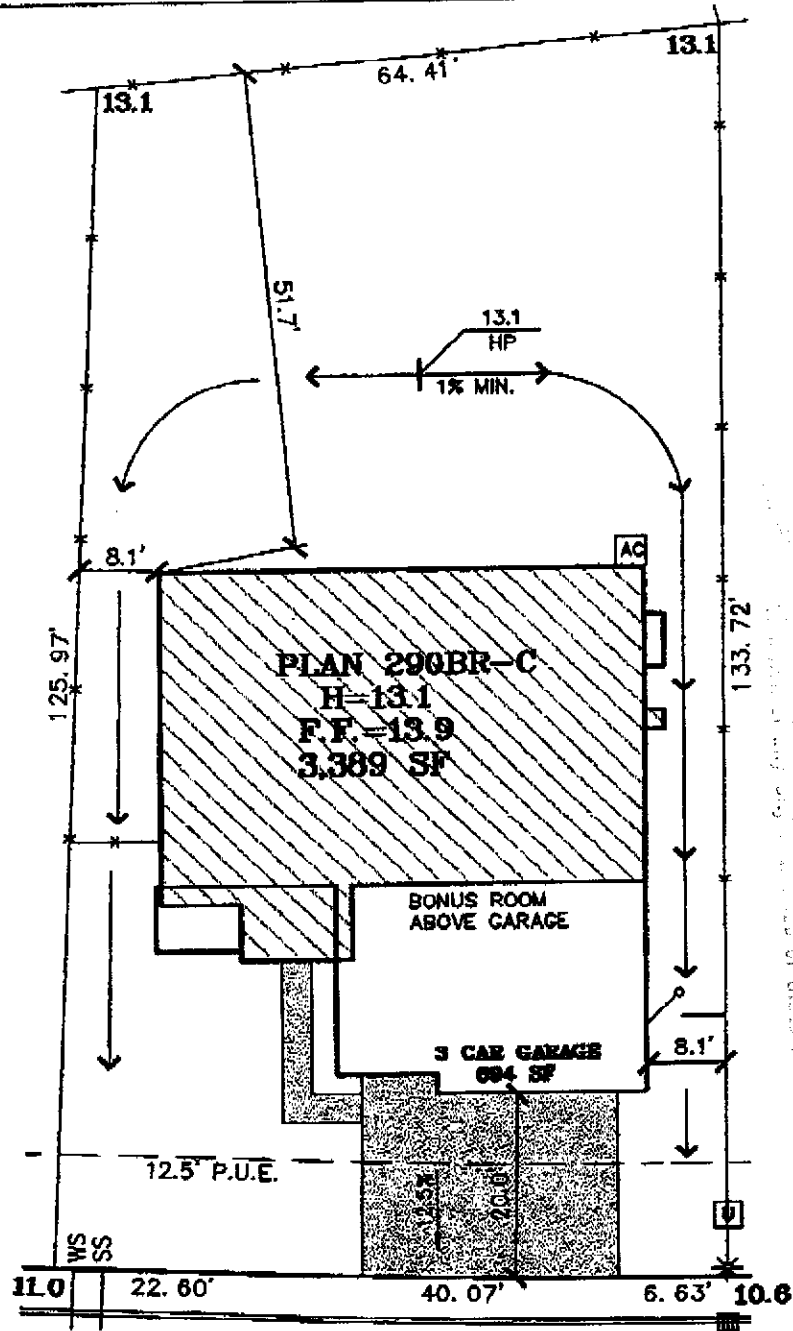 13.1
64.41'
13.1
51.7'
13.1
HP
1% MIN.
AC
8.1'
125.97'
133.72'
PLAN 290BR-C
H=13.1
F.F.=13.9
3,389 SF
BONUS ROOM
ABOVE GARAGE
3 CAR GARAGE
694 SF
8.1'
12.5' P.U.E.
12.5%
20.0'
WS
SS
11.0
22.60'
40.07'
6.63'
10.6